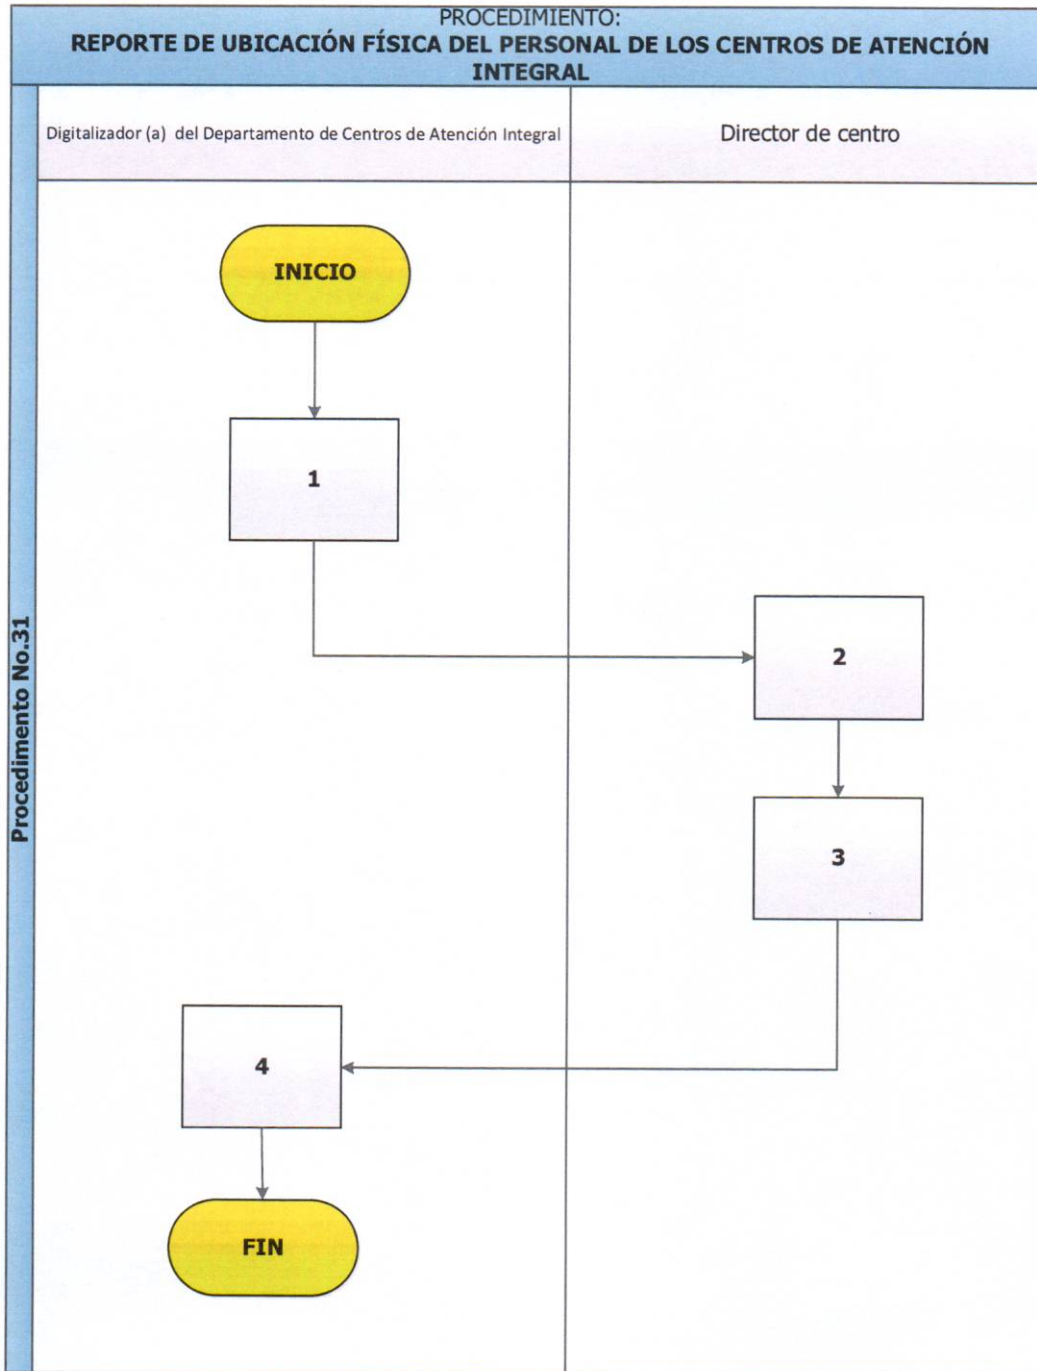 PROCEDIMIENTO:
REPORTE DE UBICACIÓN FÍSICA DEL PERSONAL DE LOS CENTROS DE ATENCIÓN
INTEGRAL
Digitalizador (a) del Departamento de Centros de Atención Integral
Director de centro
Procedimento No.31
INICIO
1
2
3
4
FIN